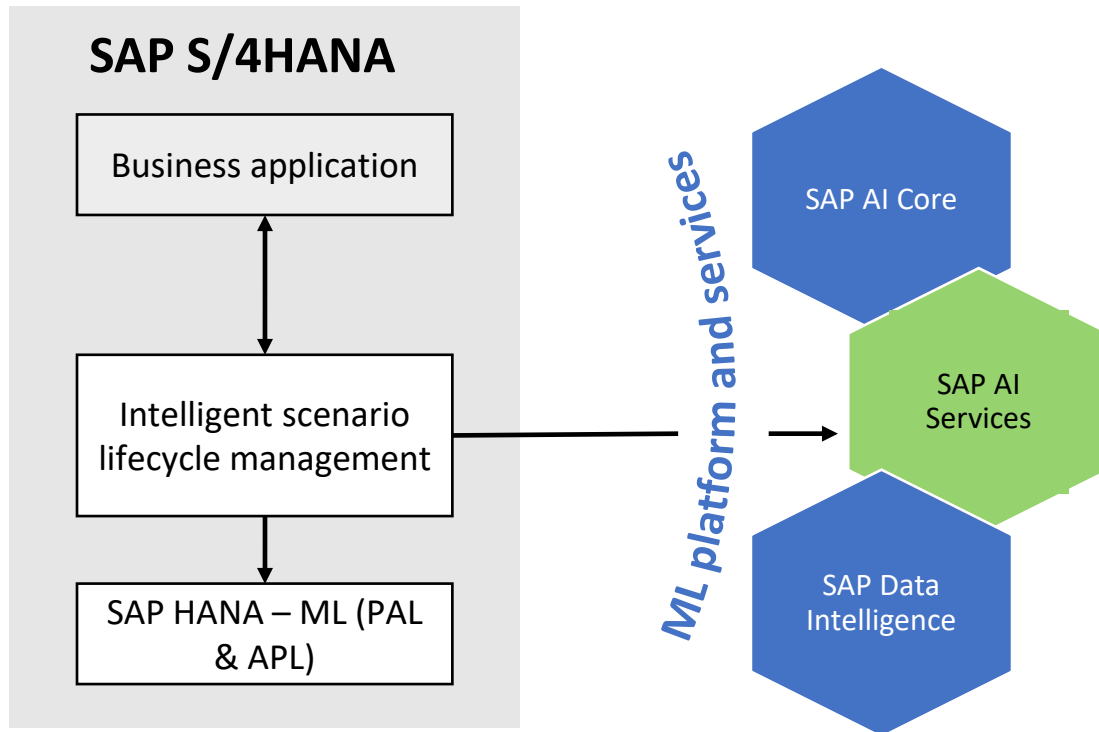 SAP S/4HANA
Business application
Intelligent scenario
lifecycle management
SAP HANA – ML (PAL
& APL)
ML platform and services
SAP AI Core
SAP AI
Services
SAP Data
Intelligence